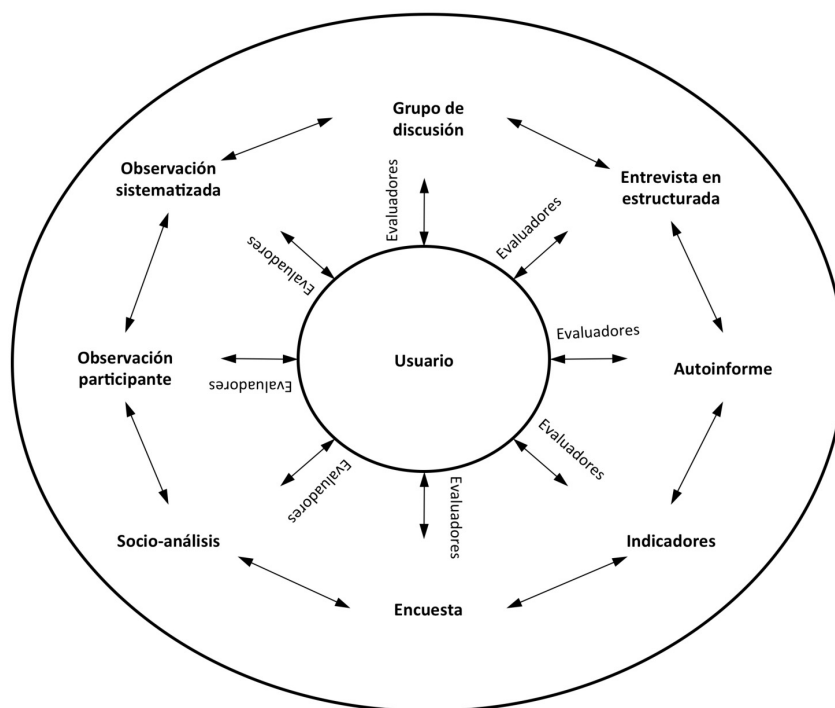 Grupo de
discusión
Observación
sistematizada
Entrevista en
estructurada
Evaluadores
Evaluadores
Evaluadores
Observación
participante
Evaluadores
Usuario
Evaluadores
Autoinforme
Evaluadores
Evaluadores
Evaluadores
Socio-análisis
Indicadores
Encuesta